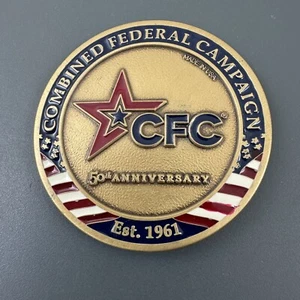 COMBINED FEDERAL CAMPAIGN
MADE IN USA
CFC®
50th ANNIVERSARY
Est. 1961